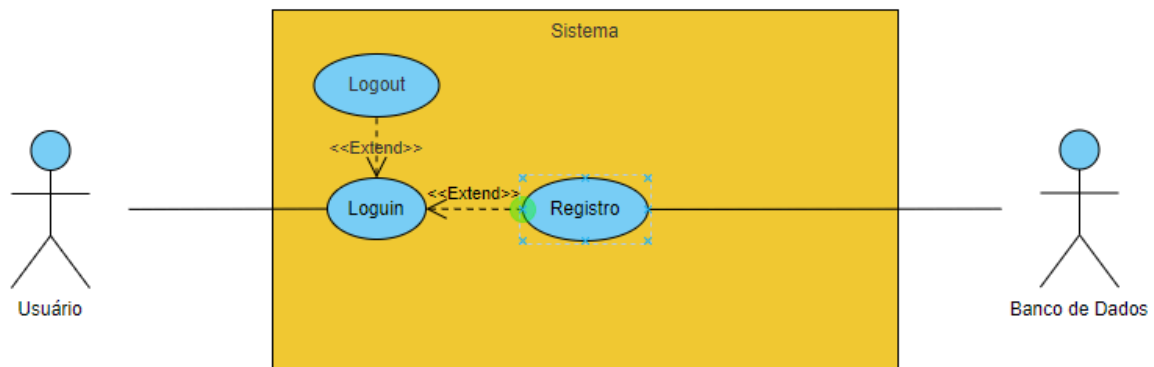 Sistema
Logout
<<Extend>>
<<Extend>>
Loguin
Registro
Usuário
Banco de Dados